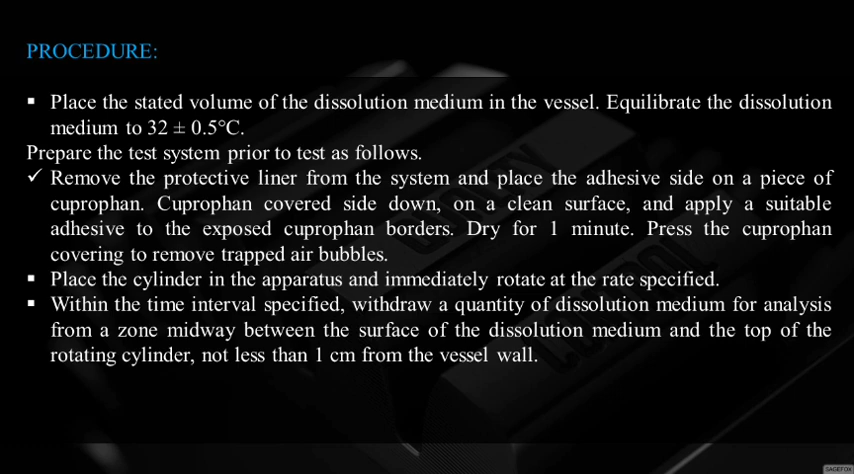 PROCEDURE:
▪ Place the stated volume of the dissolution medium in the vessel. Equilibrate the dissolution
medium to 32 ± 0.5°C.
Prepare the test system prior to test as follows.
✓ Remove the protective liner from the system and place the adhesive side on a piece of
cuprophan. Cuprophan covered side down, on a clean surface, and apply a suitable
adhesive to the exposed cuprophan borders. Dry for 1 minute. Press the cuprophan
covering to remove trapped air bubbles.
▪ Place the cylinder in the apparatus and immediately rotate at the rate specified.
▪ Within the time interval specified, withdraw a quantity of dissolution medium for analysis
from a zone midway between the surface of the dissolution medium and the top of the
rotating cylinder, not less than 1 cm from the vessel wall.
SAGEFOX